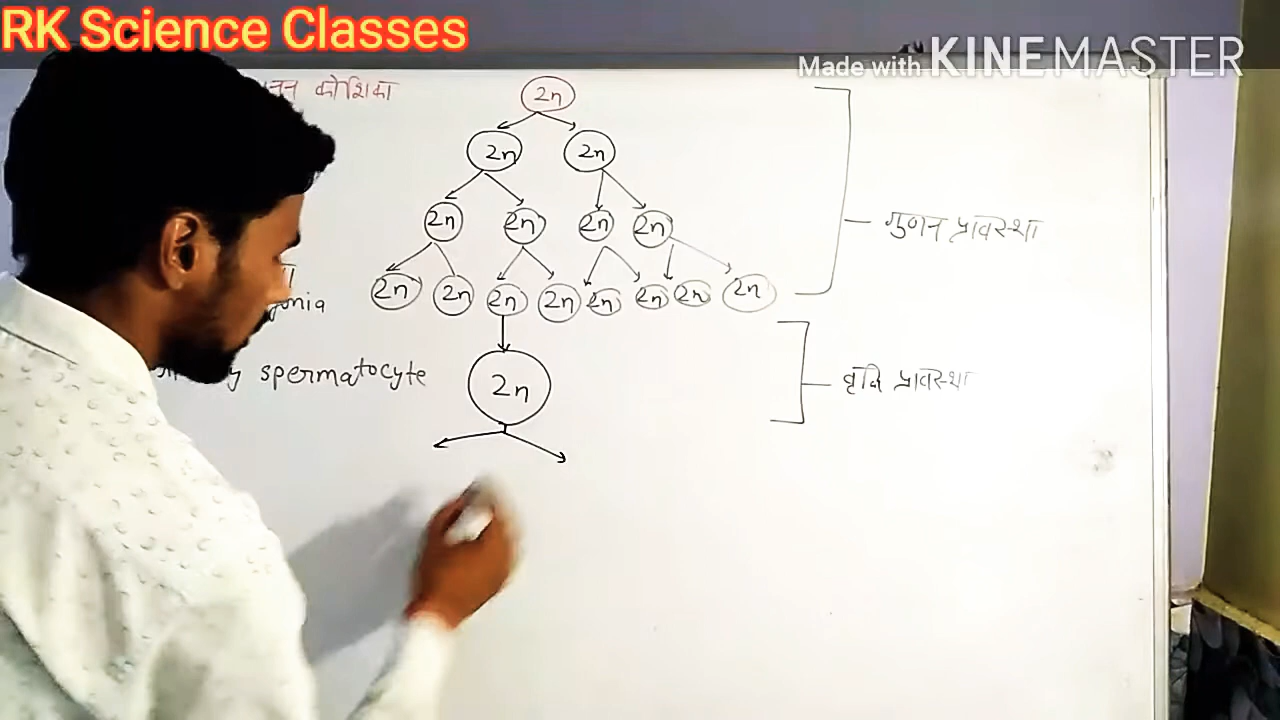 RK Science Classes
Made with KINEMASTER
कोशिका
2n
2n 2n
2n 2n 2n 2n
गुणन प्रावस्था
2n 2n 2n 2n 2n 2n 2n 2n
spermatocyte
2n
वृद्धि प्रावस्था